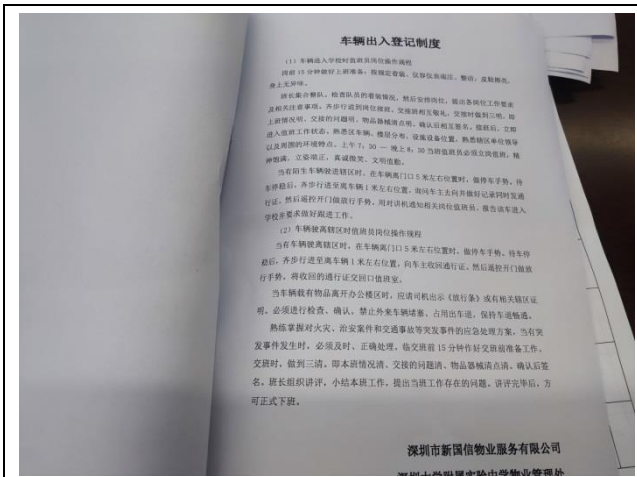 车辆出入登记制度
（1）车辆进入学校时值班员岗位操作规程
岗前15分钟做好上班准备：按规定着装、仪容仪表端庄、整洁；皮鞋擦亮，
身上无异味。
班长集合整队，检查队员的着装情况，然后安排岗位，提出各岗位工作要求
及相关注意事项。齐步行进到岗位接班，交接班相互敬礼，交接时做到三明，即
上班情况明、交接的问题明、物品器械清点明，确认后相互签名。值班后，立即
进入值班工作状态，熟悉区车辆、楼层分布、设施设备位置，熟悉辖区单位领导
以及周围的环境特点。上午7：30 — 晚上8：30当班值班员必须立岗值班，精
神饱满，立姿端正，真诚微笑、文明值勤。
当有陌生车辆驶进辖区时，在车辆离门口5米左右位置时，做停车手势，待
车停稳后，齐步行进至离车辆1米左右位置，询问车主去向并做好记录同时发通
行证，然后遥控开门做放行手势，用对讲机通知相关岗位值班员，报告该车进入
学校并要求做好跟进工作。
（2）车辆驶离辖区时值班员岗位操作规程
当有车辆驶离辖区时，在车辆离门口5米左右位置时，做停车手势，待车停
稳后，齐步行进至离车辆1米左右位置，向车主收回通行证，然后遥控开门做放
行手势，将收回的通行证交回口值班室。
当车辆载有物品离开办公楼区时，应请司机出示《放行条》或有相关辖区证
明，必须进行检查、确认，禁止外来车辆堵塞、占用出车道，保持车道畅通。
熟练掌握对火灾、治安案件和交通事故等突发事件的应急处理方案，当有突
发事件发生时，必须及时、正确处理，临交班前15分钟作好交班前准备工作。
交班时，做到三清，即本班情况清、交接的问题清、物品器械清点清，确认后签
名，班长组织讲评，小结本班工作，提出当班工作存在的问题，讲评完毕后，方
可正式下班。
深圳市新国信物业服务有限公司
深圳大学附属实验中学物业管理处